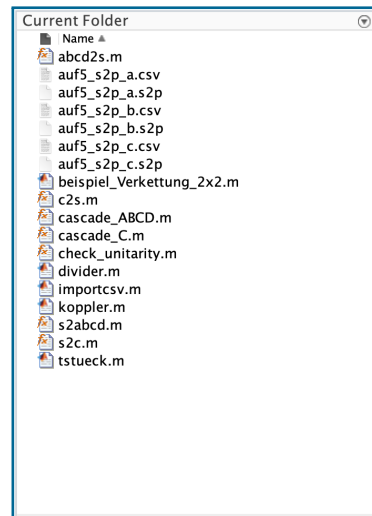 Current Folder
Name
abcd2s.m
auf5_s2p_a.csv
auf5_s2p_a.s2p
auf5_s2p_b.csv
auf5_s2p_b.s2p
auf5_s2p_c.csv
auf5_s2p_c.s2p
beispiel_Verkettung_2x2.m
c2s.m
cascade_ABCD.m
cascade_C.m
check_unitarity.m
divider.m
importcsv.m
koppler.m
s2abcd.m
s2c.m
tstueck.m